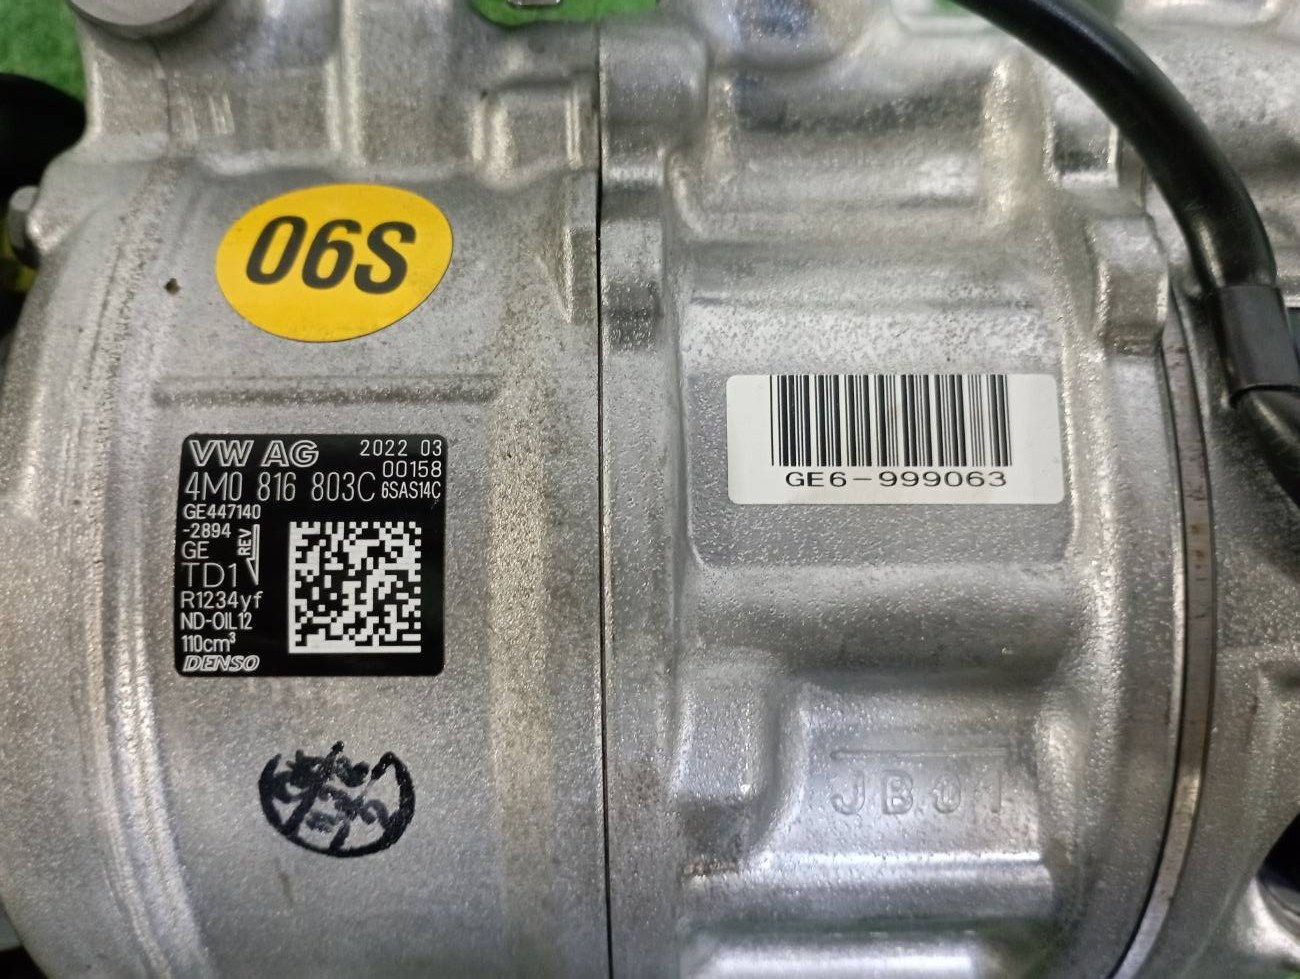 06S
VW AG 2022 03
00158
4M0 816 803C 6SAS14C
GE447140
-2894
GE REV
TD1
R1234yf
ND-OIL12
110cm³
DENSO
GE6-999063
JB01